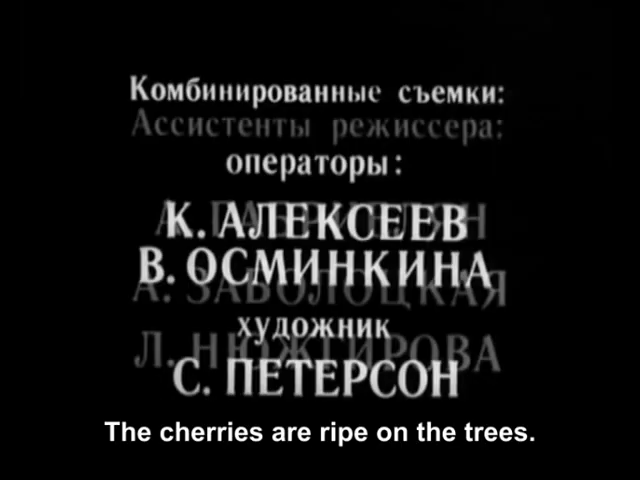 Комбинированные съемки:
Ассистенты режиссера:
операторы:
К. АЛЕКСЕЕВ
В. ОСМИНКИНА
А. ЗАБОЛОЦКАЯ
художник
С. ПЕТЕРСОН
The cherries are ripe on the trees.